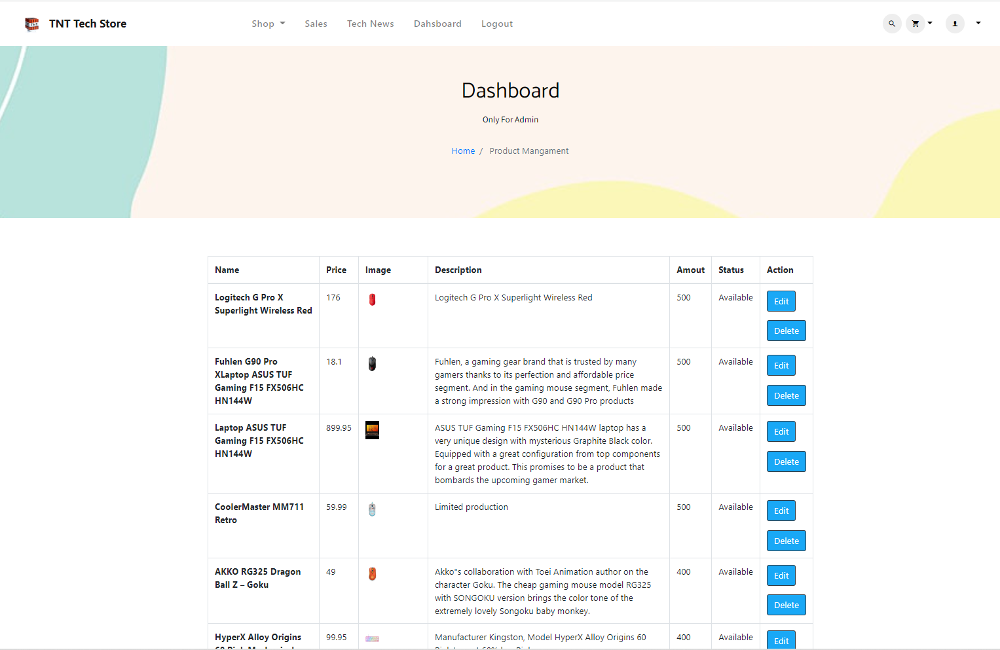 TNT Tech Store
Shop
Sales
Tech News
Dahsboard
Logout
Dashboard
Only For Admin
Home / Product Mangament
Name Price Image Description Amout Status Action
Logitech G Pro X
Superlight Wireless Red
176
Logitech G Pro X Superlight Wireless Red
500
Available
Edit
Delete
Fuhlen G90 Pro
XLaptop ASUS TUF
Gaming F15 FX506HC
HN144W
18.1
Fuhlen, a gaming gear brand that is trusted by many
gamers thanks to its perfection and affordable price
segment. And in the gaming mouse segment, Fuhlen made
a strong impression with G90 and G90 Pro products
500
Available
Edit
Delete
Laptop ASUS TUF
Gaming F15 FX506HC
HN144W
899.95
ASUS TUF Gaming F15 FX506HC HN144W laptop has a
very unique design with mysterious Graphite Black color.
Equipped with a great configuration from top components
for a great product. This promises to be a product that
bombards the upcoming gamer market.
500
Available
Edit
Delete
CoolerMaster MM711
Retro
59.99
Limited production
500
Available
Edit
Delete
AKKO RG325 Dragon
Ball Z – Goku
49
Akko"s collaboration with Toei Animation author on the
character Goku. The cheap gaming mouse model RG325
with SONGOKU version brings the color tone of the
extremely lovely Songoku baby monkey.
400
Available
Edit
Delete
HyperX Alloy Origins
99.95
Manufacturer Kingston, Model HyperX Alloy Origins 60
400
Available
Edit